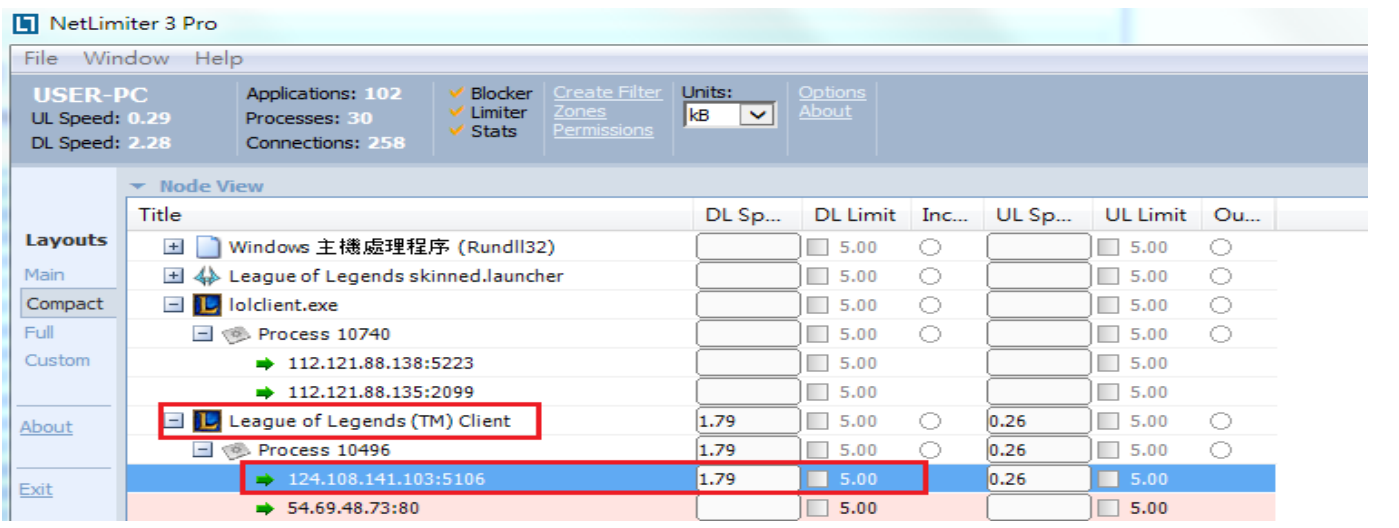 NetLimiter 3 Pro
File Window Help
USER-PC
UL Speed: 0.29
DL Speed: 2.28
Applications: 102
Processes: 30
Connections: 258
Blocker
Limiter
Stats
Create Filter
Zones
Permissions
Units:
kB
Options
About
Layouts
Main
Compact
Full
Custom
About
Exit
Node View
Title DL Sp... DL Limit Inc... UL Sp... UL Limit Ou...
Windows 主機處理程序 (Rundll32) 5.00 5.00
League of Legends skinned.launcher 5.00 5.00
lolclient.exe 5.00 5.00
Process 10740 5.00 5.00
112.121.88.138:5223 5.00 5.00
112.121.88.135:2099 5.00 5.00
League of Legends (TM) Client 1.79 5.00 0.26 5.00
Process 10496 1.79 5.00 0.26 5.00
124.108.141.103:5106 1.79 5.00 0.26 5.00
54.69.48.73:80 5.00 5.00